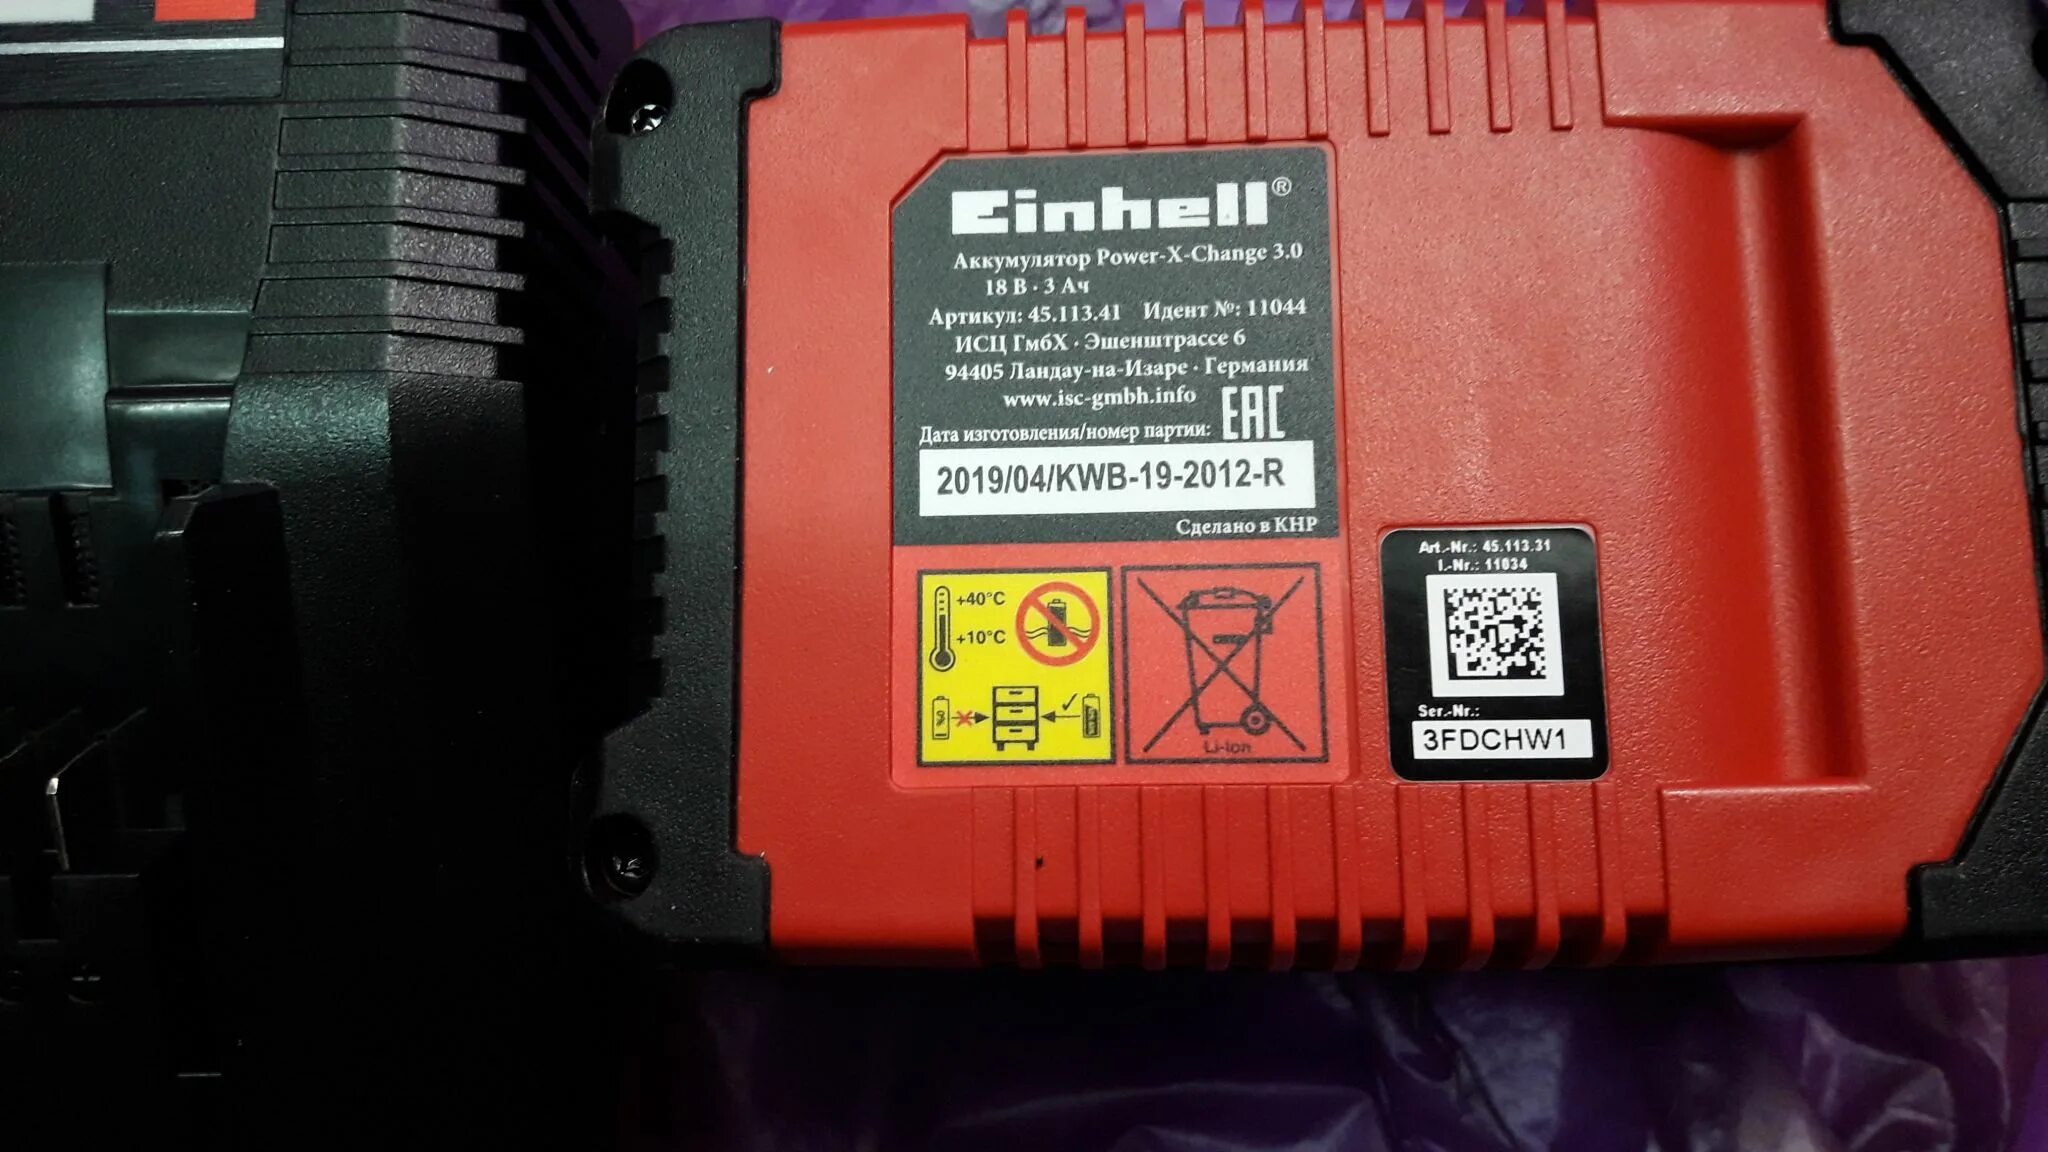 Einhell®
Аккумулятор Power-X-Change 3.0
18 В · 3 Ач
Артикул: 45.113.41 Идент №: 11044
ИСЦ ГмбХ · Эшенштрассе 6
94405 Ландау-на-Изаре · Германия
www.isc-gmbh.info
EAC
Дата изготовления/номер партии:
2019/04/KWB-19-2012-R
Сделано в КНР
+40°C
+10°C
Li-Ion
Art.-Nr.: 45.113.31
I.-Nr.: 11034
Ser.-Nr.:
3FDCHW1